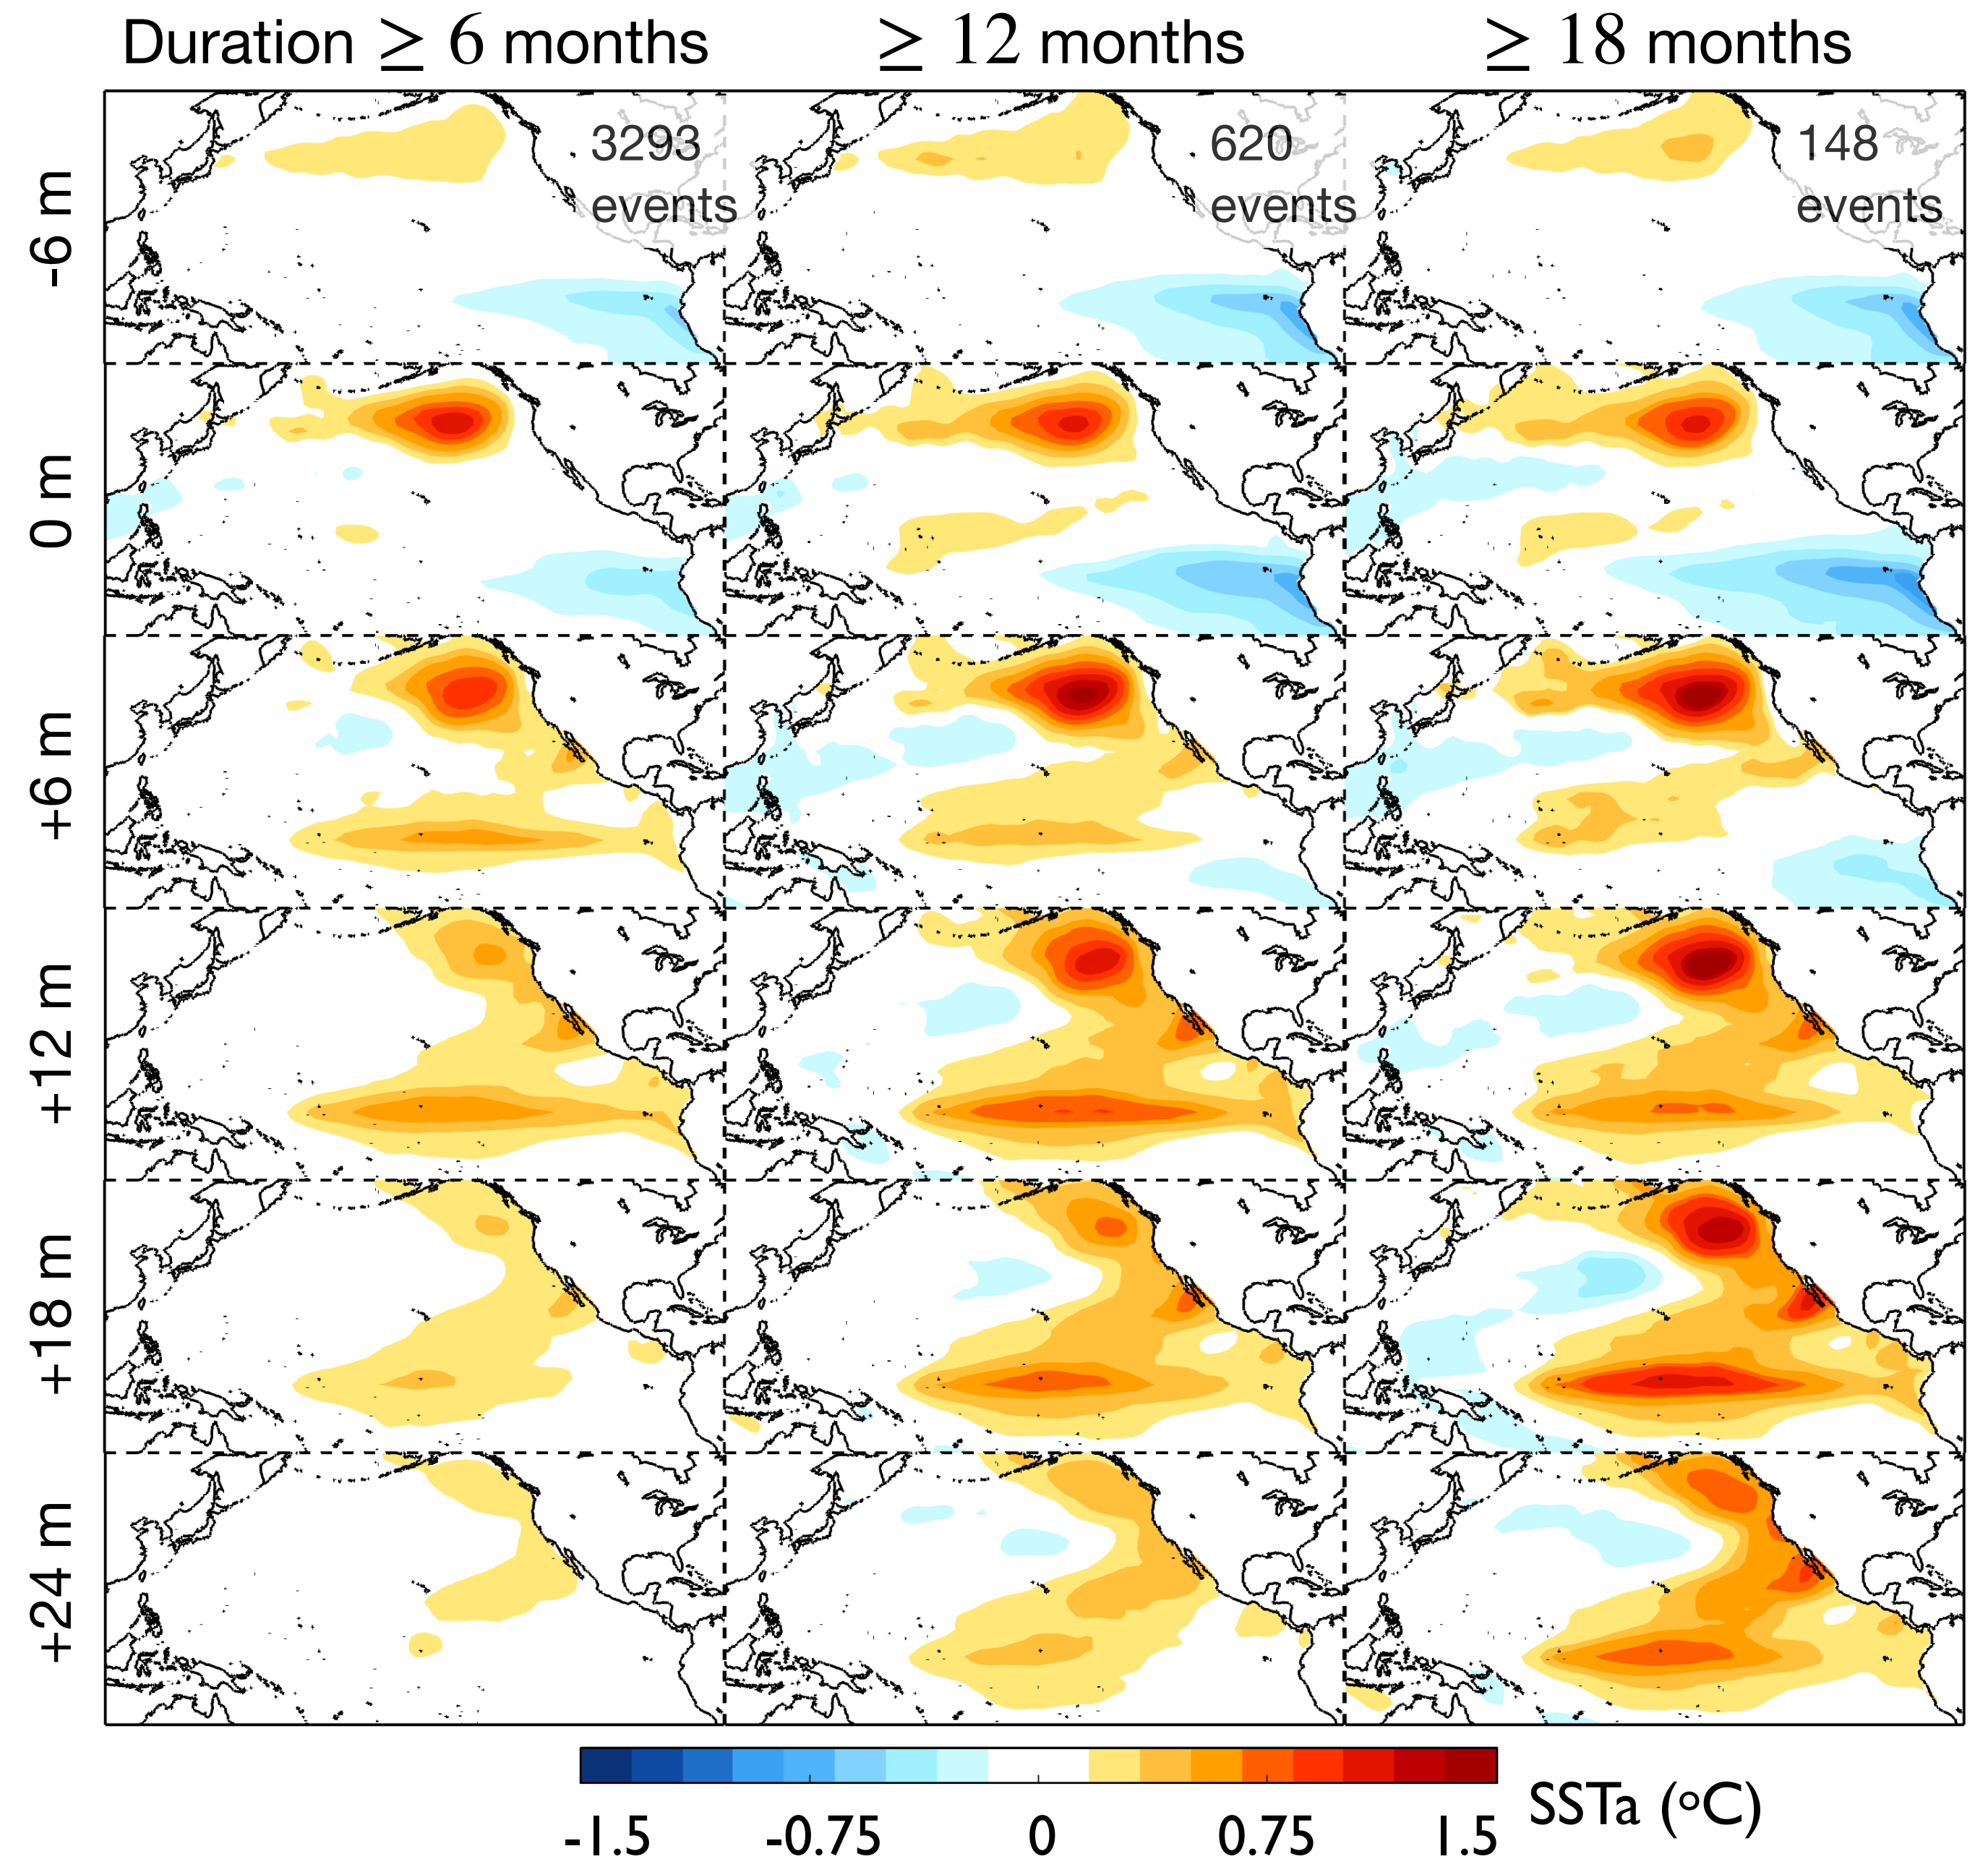 Duration ≥ 6 months ≥ 12 months ≥ 18 months
3293 620 148
events events events
-6 m
0 m
+6 m
+12 m
+18 m
+24 m
-1.5 -0.75 0 0.75 1.5 SSTa (°C)